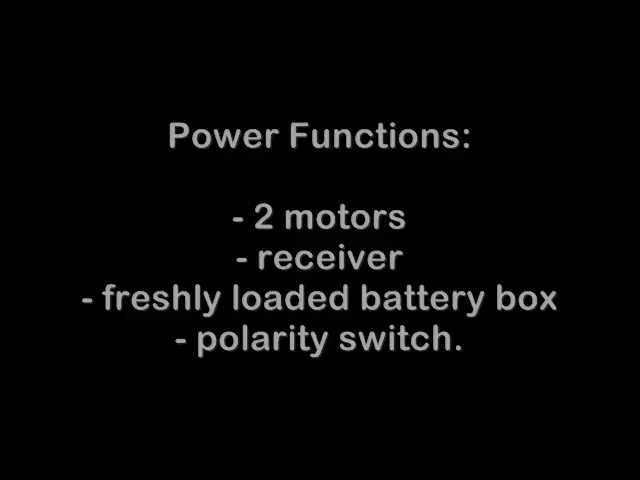 Power Functions:
- 2 motors
- receiver
- freshly loaded battery box
- polarity switch.